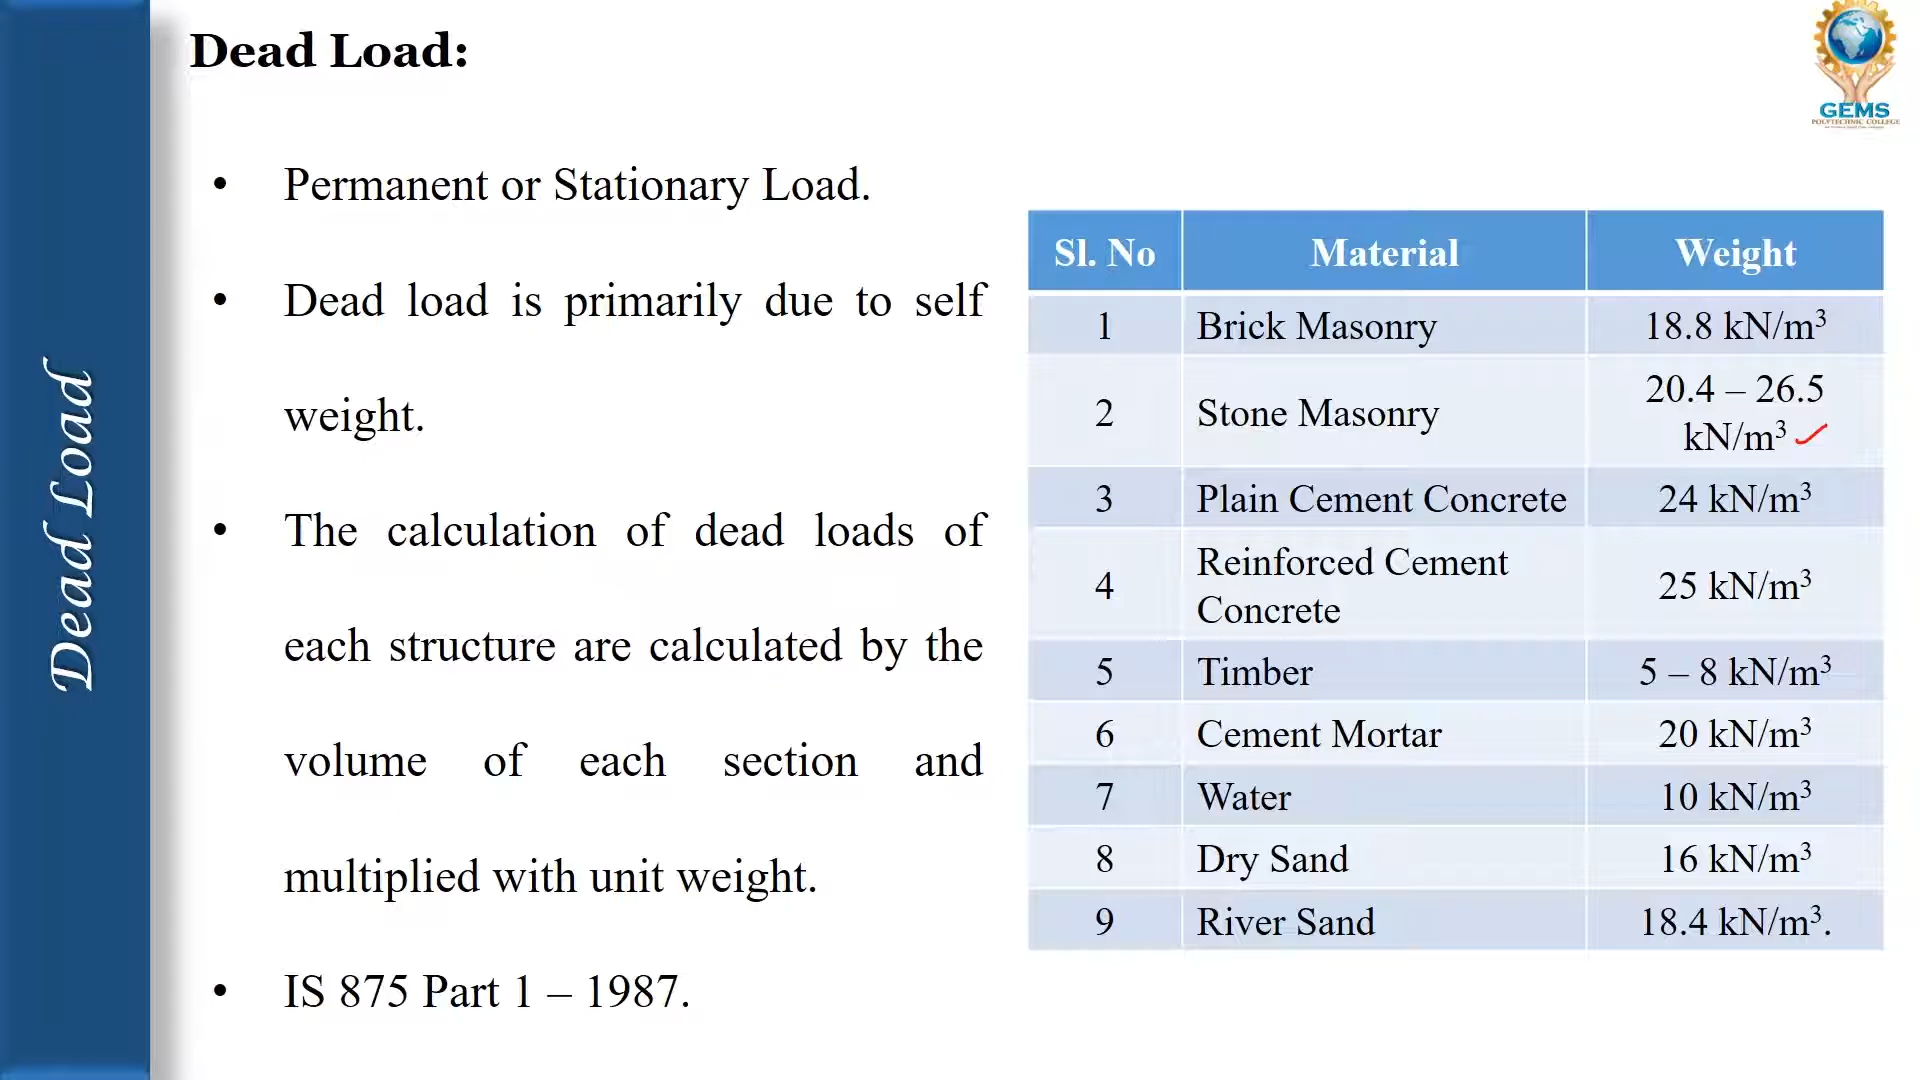 Dead Load:
GEMS
POLYTECHNIC COLLEGE
Dead Load
• Permanent or Stationary Load.
• Dead load is primarily due to self
weight.
• The calculation of dead loads of
each structure are calculated by the
volume of each section and
multiplied with unit weight.
• IS 875 Part 1 – 1987.
Sl. No Material Weight
1 Brick Masonry 18.8 kN/m³
2 Stone Masonry 20.4 – 26.5
kN/m³
3 Plain Cement Concrete 24 kN/m³
4 Reinforced Cement
Concrete 25 kN/m³
5 Timber 5 – 8 kN/m³
6 Cement Mortar 20 kN/m³
7 Water 10 kN/m³
8 Dry Sand 16 kN/m³
9 River Sand 18.4 kN/m³.